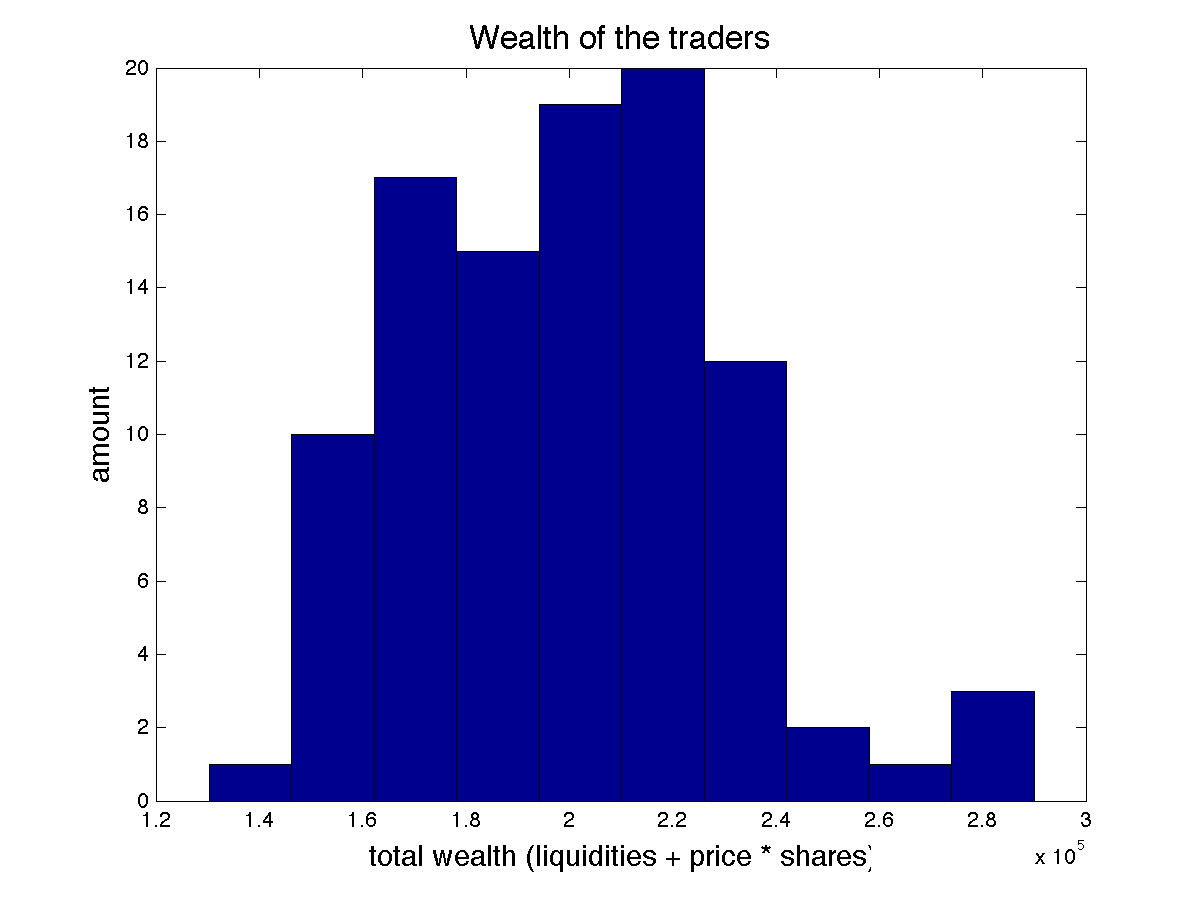 Wealth of the traders
20
18
16
14
12
10
8
6
4
2
0
amount
1.2 1.4 1.6 1.8 2 2.2 2.4 2.6 2.8 3
x 10^5
total wealth (liquidities + price * shares)